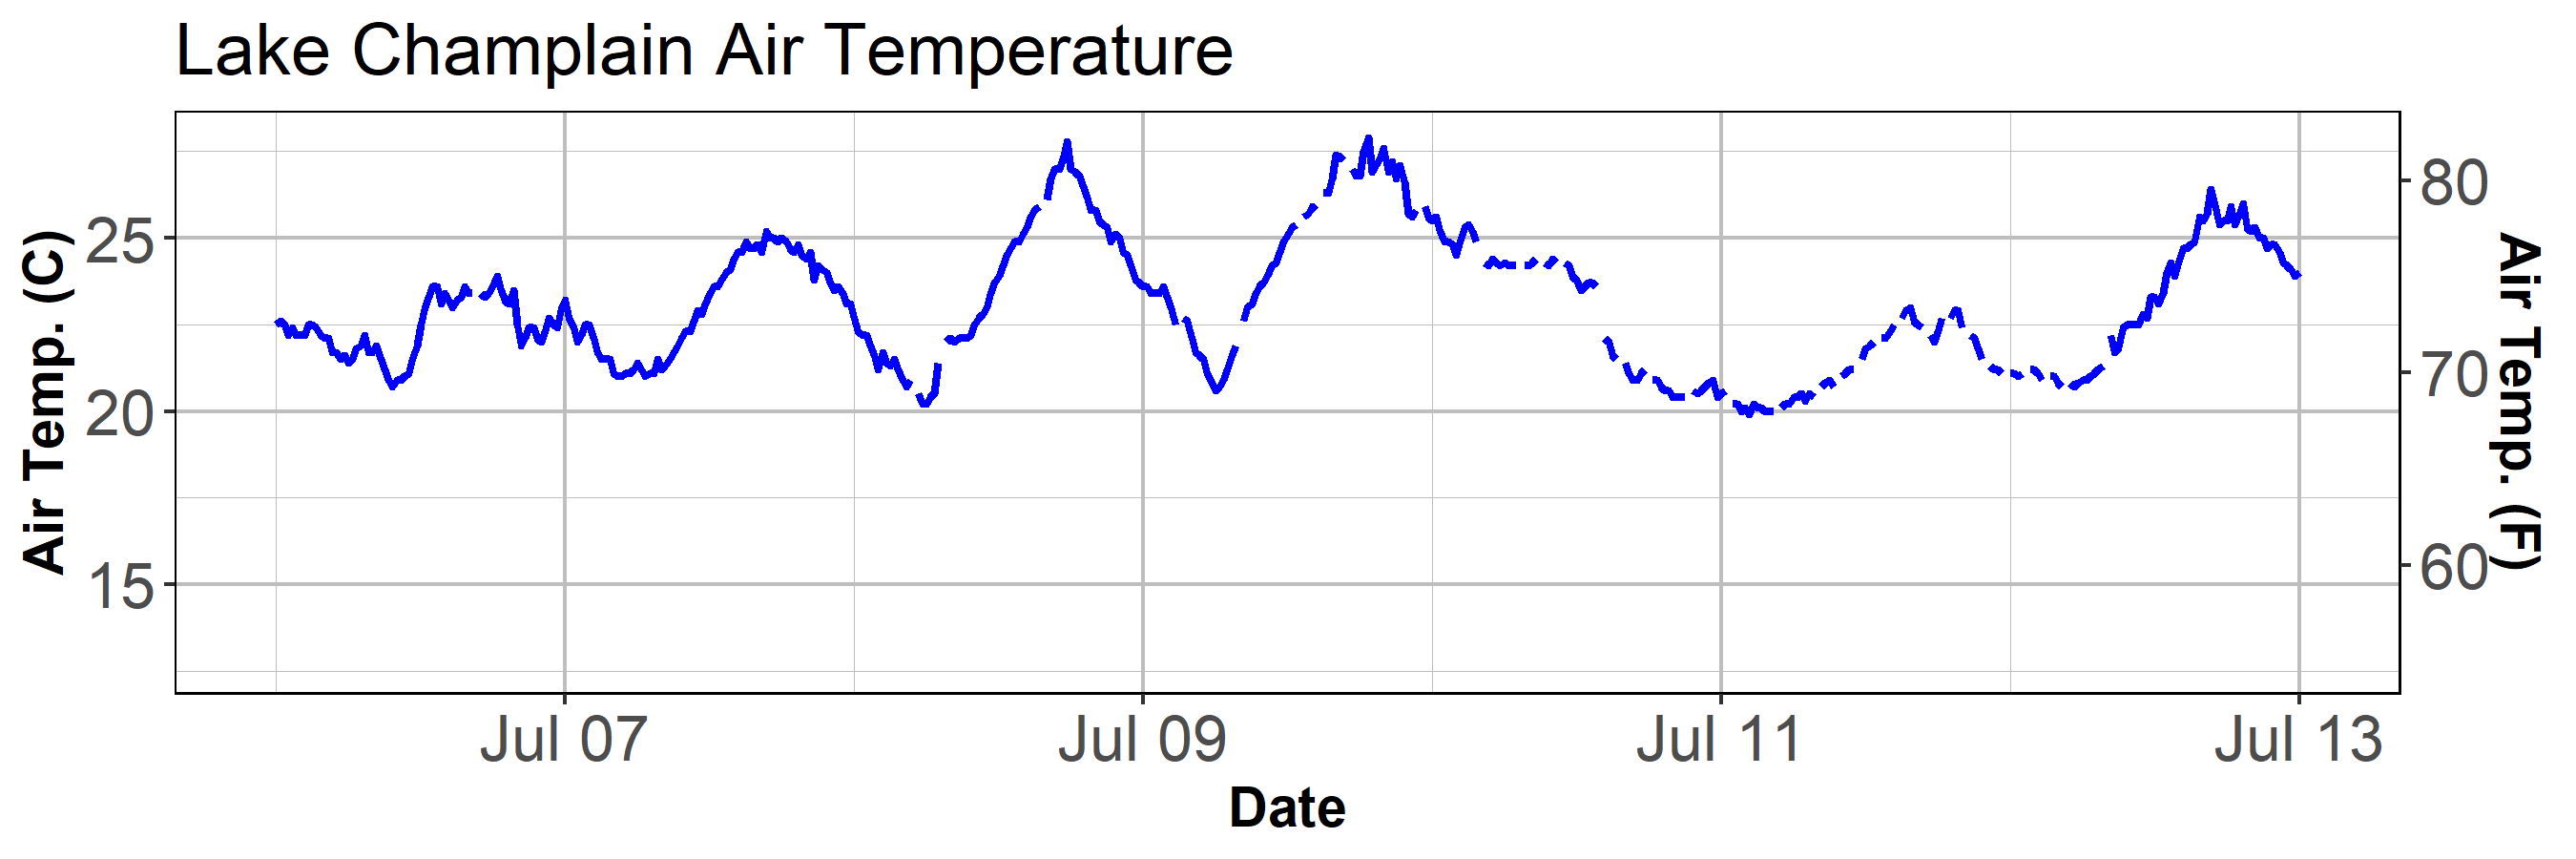 Lake Champlain Air Temperature
Air Temp. (C)
25
20
15
80
70
60
Air Temp. (F)
Jul 07
Jul 09
Jul 11
Jul 13
Date